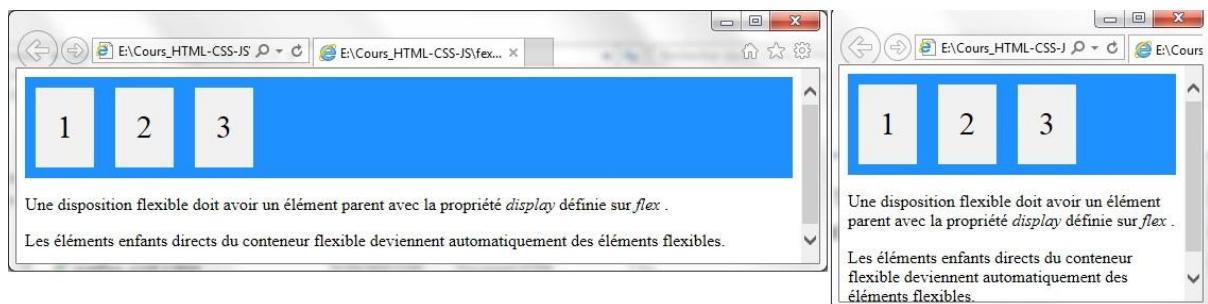 E:\Cours_HTML-CSS-JS'
E:\Cours_HTML-CSS-JS\fex...
1 2 3
Une disposition flexible doit avoir un élément parent avec la propriété display définie sur flex .
Les éléments enfants directs du conteneur flexible deviennent automatiquement des éléments flexibles.
E:\Cours_HTML-CSS-J
E:\Cours
1 2 3
Une disposition flexible doit avoir un élément
parent avec la propriété display définie sur flex .
Les éléments enfants directs du conteneur
flexible deviennent automatiquement des
éléments flexibles.